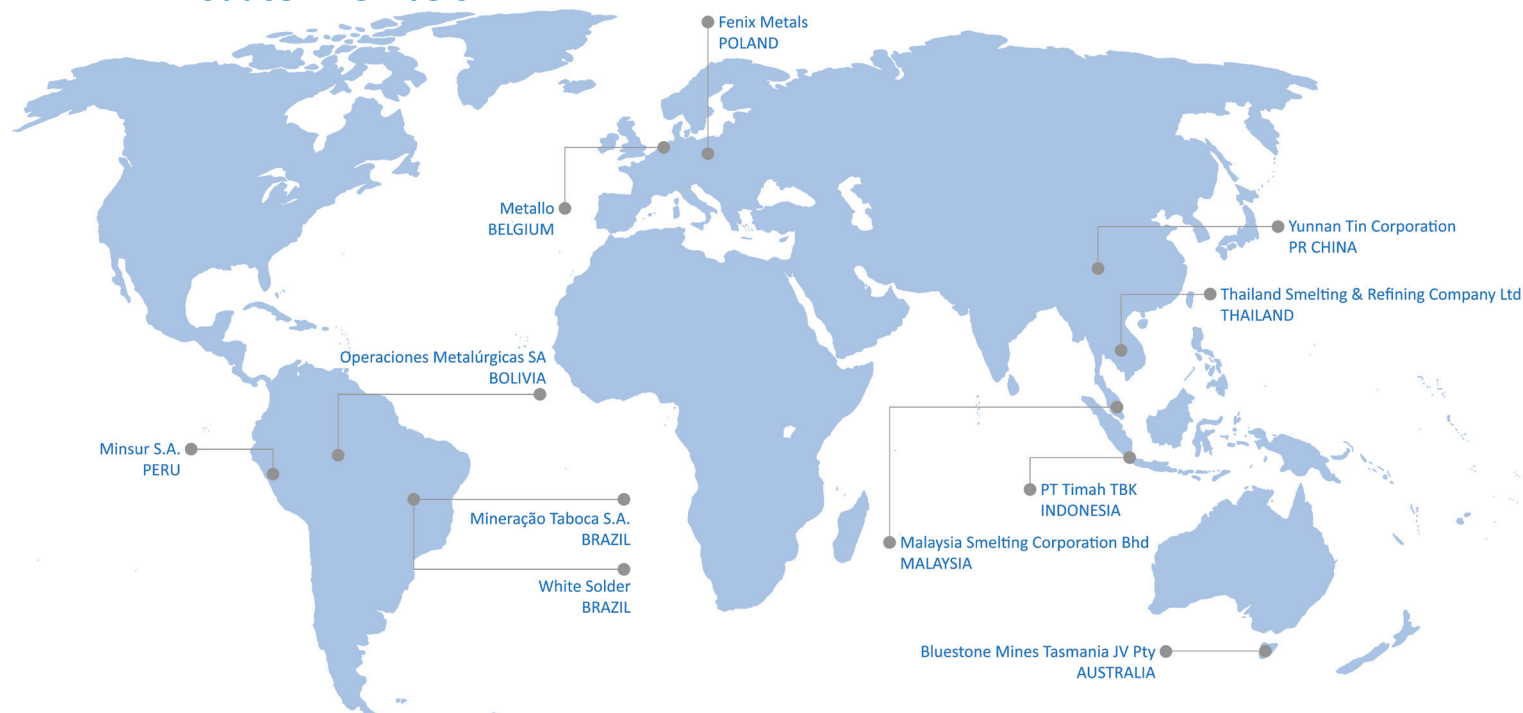 Fenix Metals
POLAND
Metallo
BELGIUM
Yunnan Tin Corporation
PR CHINA
Thailand Smelting & Refining Company Ltd
THAILAND
Operaciones Metalúrgicas SA
BOLIVIA
Minsur S.A.
PERU
PT Timah TBK
INDONESIA
Mineração Taboca S.A.
BRAZIL
Malaysia Smelting Corporation Bhd
MALAYSIA
White Solder
BRAZIL
Bluestone Mines Tasmania JV Pty
AUSTRALIA